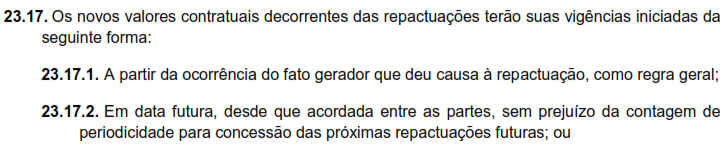 23.17. Os novos valores contratuais decorrentes das repactuações terão suas vigências iniciadas da
seguinte forma:
23.17.1. A partir da ocorrência do fato gerador que deu causa à repactuação, como regra geral;
23.17.2. Em data futura, desde que acordada entre as partes, sem prejuízo da contagem de
periodicidade para concessão das próximas repactuações futuras; ou